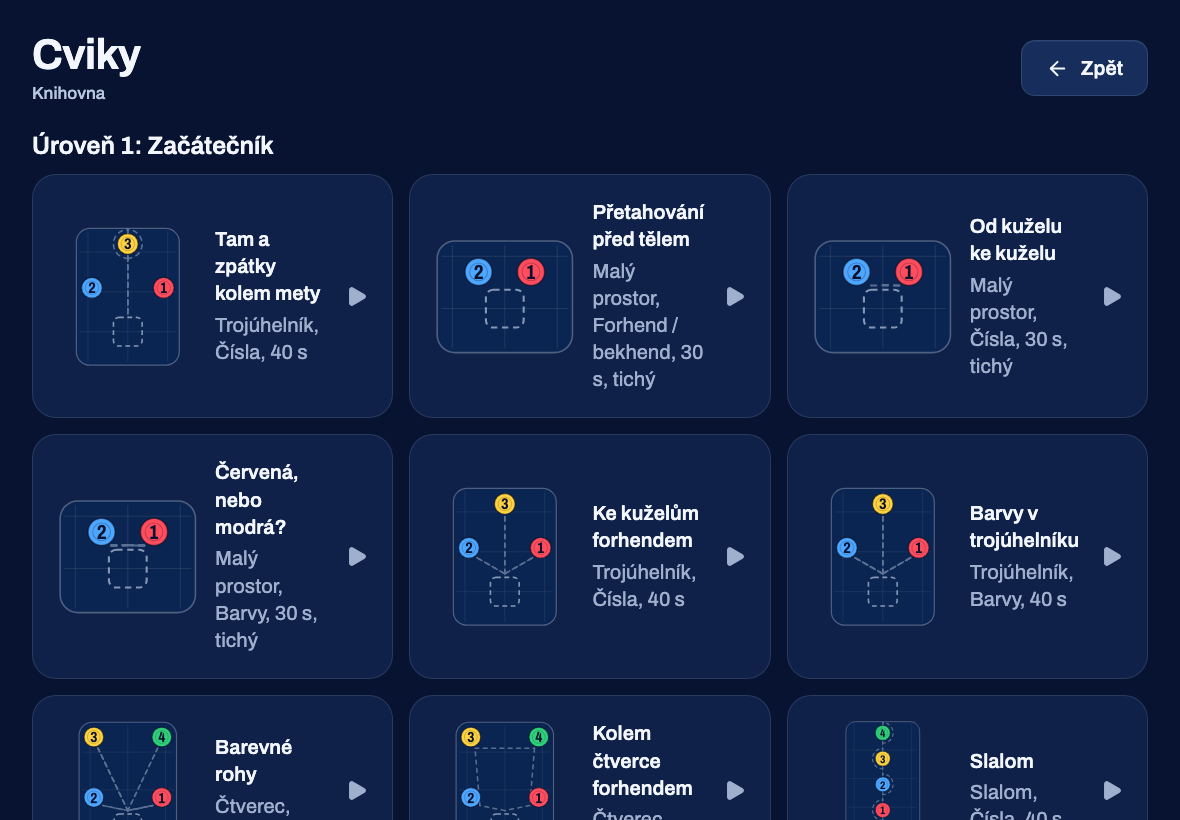 Cviky
Knihovna
Zpět
Úroveň 1: Začátečník
3
2
1
Tam a
zpátky
kolem mety
Trojúhelník,
Čísla, 40 s
2
1
Přetahování
před tělem
Malý
prostor,
Forhend /
bekhend, 30
s, tichý
2
1
Od kuželu
ke kuželu
Malý
prostor,
Čísla, 30 s,
tichý
2
1
Červená,
nebo
modrá?
Malý
prostor,
Barvy, 30 s,
tichý
3
2
1
Ke kuželům
forhendem
Trojúhelník,
Čísla, 40 s
3
2
1
Barvy v
trojúhelníku
Trojúhelník,
Barvy, 40 s
3
4
2
1
Barevné
rohy
Čtverec,
3
4
2
1
Kolem
čtverce
forhendem
Čtverec
4
3
2
1
Slalom
Slalom,
Čísla, 40 s